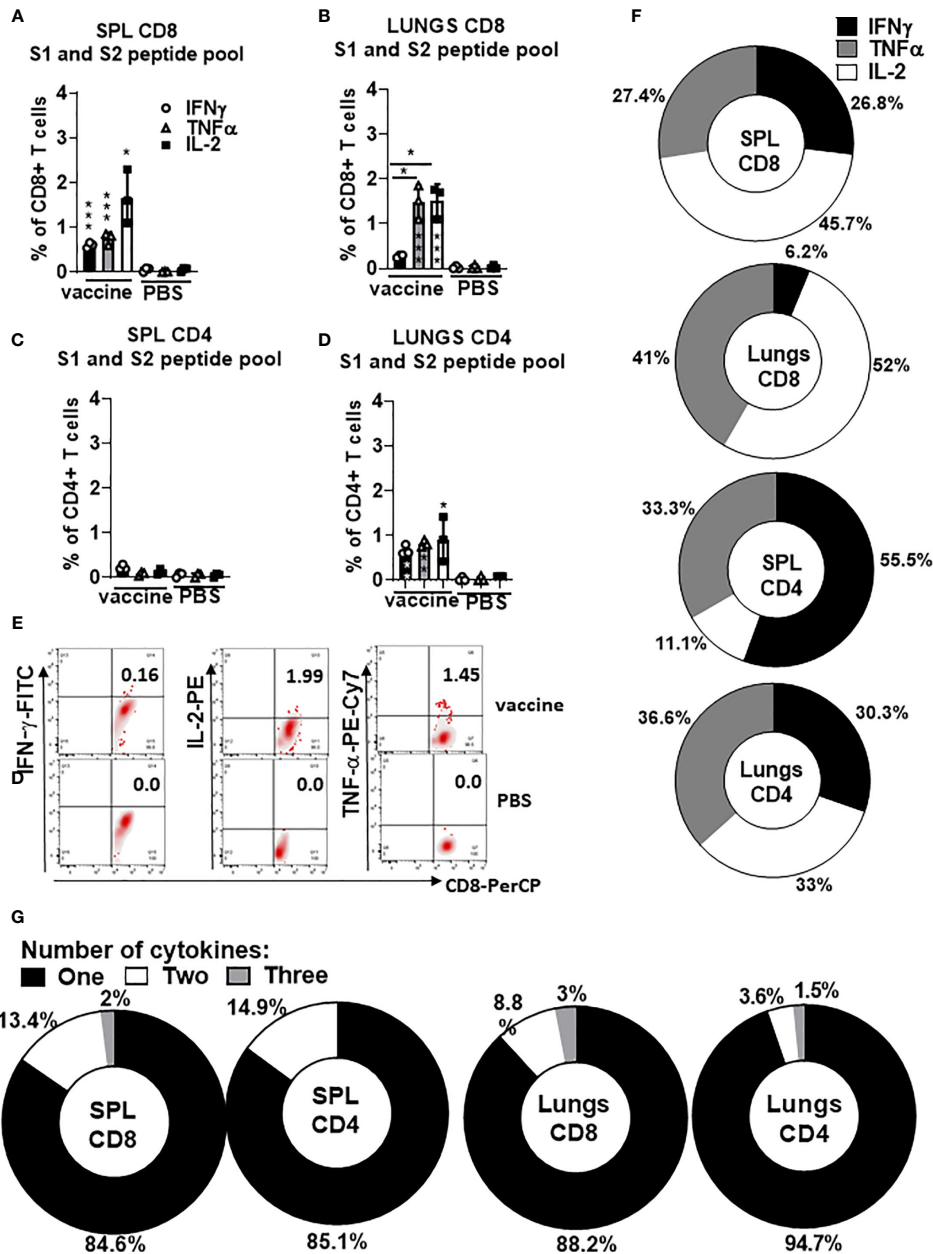 A
SPL CD8
S1 and S2 peptide pool
% of CD8+ T cells
4
3
2
1
0
IFNγ
TNFα
IL-2
*
***
***
vaccine
PBS
B
LUNGS CD8
S1 and S2 peptide pool
% of CD8+ T cells
4
3
2
1
0
*
*
***
***
vaccine
PBS
C
SPL CD4
S1 and S2 peptide pool
% of CD4+ T cells
4
3
2
1
0
vaccine
PBS
D
LUNGS CD4
S1 and S2 peptide pool
% of CD4+ T cells
4
3
2
1
0
*
vaccine
PBS
E
IFN-γ-FITC
0.16
IL-2-PE
1.99
TNF-α-PE-Cy7
1.45
vaccine
D
0.0
0.0
0.0
PBS
CD8-PerCP
F
IFNγ
TNFα
IL-2
27.4%
26.8%
SPL
CD8
45.7%
6.2%
41%
Lungs
CD8
52%
33.3%
SPL
CD4
55.5%
11.1%
36.6%
30.3%
Lungs
CD4
33%
G
Number of cytokines:
One Two Three
13.4%
2%
SPL
CD8
84.6%
14.9%
SPL
CD4
85.1%
8.8
%
3%
Lungs
CD8
88.2%
3.6%
1.5%
Lungs
CD4
94.7%